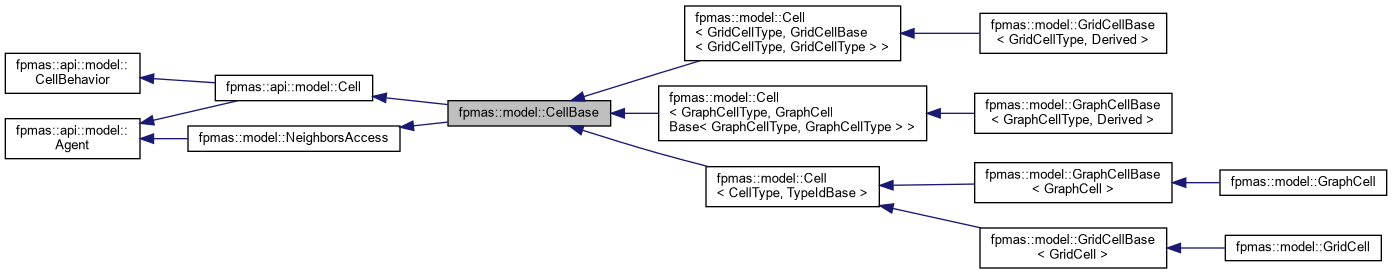 fpmas::api::model::
CellBehavior
fpmas::api::model::
Agent
fpmas::api::model::Cell
fpmas::model::NeighborsAccess
fpmas::model::CellBase
fpmas::model::Cell
< GridCellType, GridCellBase
< GridCellType, GridCellType > >
fpmas::model::Cell
< GraphCellType, GraphCell
Base< GraphCellType, GraphCellType > >
fpmas::model::Cell
< CellType, TypeIdBase >
fpmas::model::GridCellBase
< GridCellType, Derived >
fpmas::model::GraphCellBase
< GraphCellType, Derived >
fpmas::model::GraphCellBase
< GraphCell >
fpmas::model::GridCellBase
< GridCell >
fpmas::model::GraphCell
fpmas::model::GridCell